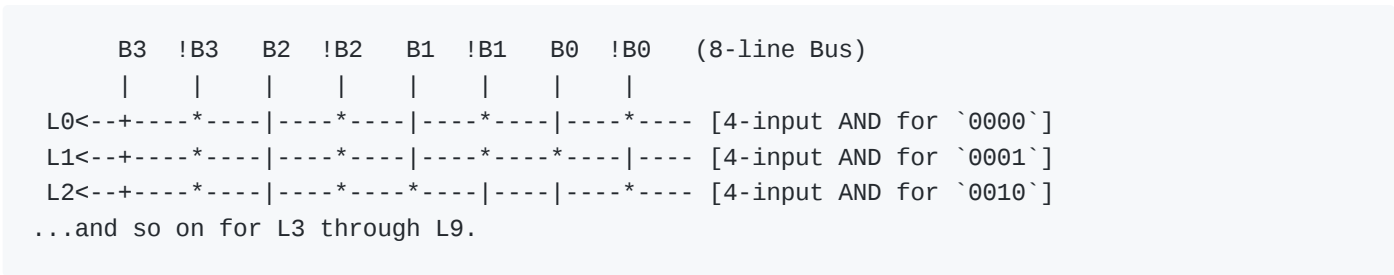 B3  !B3   B2  !B2   B1  !B1   B0  !B0   (8-line Bus)
      |    |    |    |    |    |    |    |
 L0<--+----*----|----*----|----*----|----*---- [4-input AND for `0000`]
 L1<--+----*----|----*----|----*----*----|---- [4-input AND for `0001`]
 L2<--+----*----|----*----*----|----|----*---- [4-input AND for `0010`]
...and so on for L3 through L9.